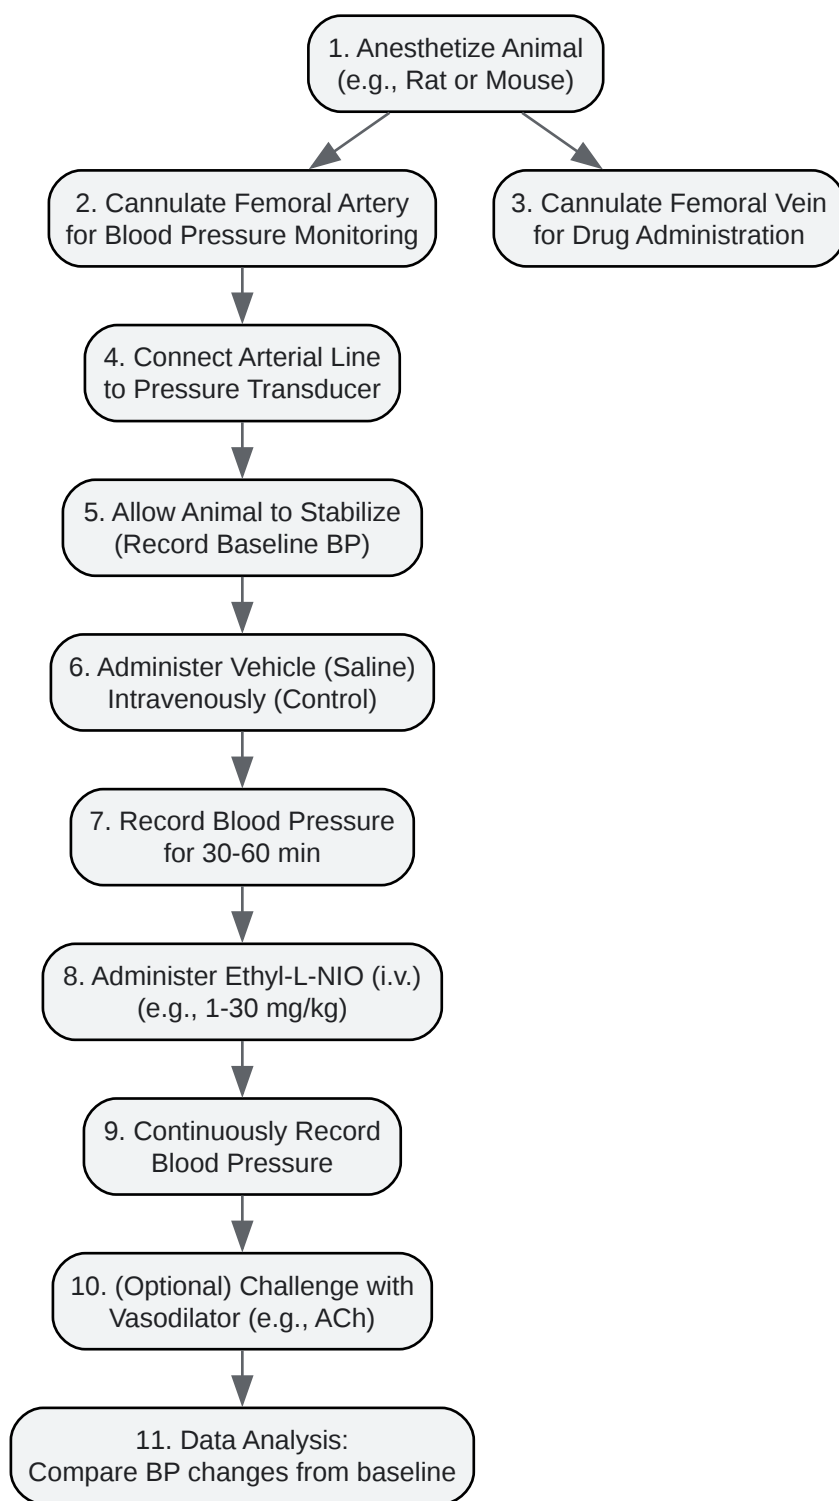 1. Anesthetize Animal
(e.g., Rat or Mouse)
2. Cannulate Femoral Artery
for Blood Pressure Monitoring
3. Cannulate Femoral Vein
for Drug Administration
4. Connect Arterial Line
to Pressure Transducer
5. Allow Animal to Stabilize
(Record Baseline BP)
6. Administer Vehicle (Saline)
Intravenously (Control)
7. Record Blood Pressure
for 30-60 min
8. Administer Ethyl-L-NIO (i.v.)
(e.g., 1-30 mg/kg)
9. Continuously Record
Blood Pressure
10. (Optional) Challenge with
Vasodilator (e.g., ACh)
11. Data Analysis:
Compare BP changes from baseline